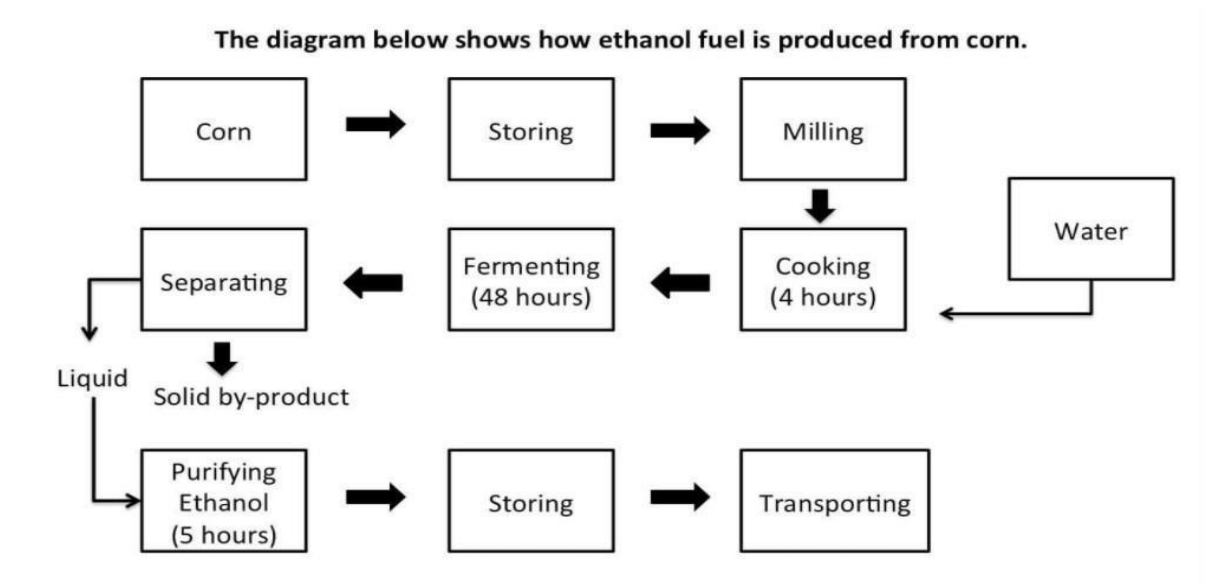 The diagram below shows how ethanol fuel is produced from corn.
Corn
Storing
Milling
Water
Cooking
(4 hours)
Fermenting
(48 hours)
Separating
Liquid
Solid by-product
Purifying
Ethanol
(5 hours)
Storing
Transporting